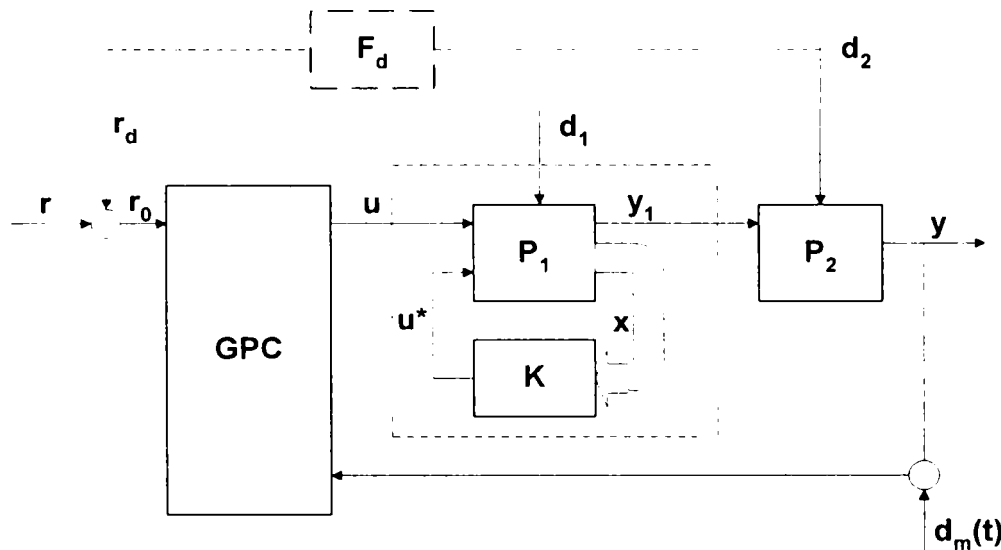 F_d
d_2
r_d
d_1
r
r_0
u
y_1
y
P_1
P_2
GPC
u*
x
K
d_m(t)